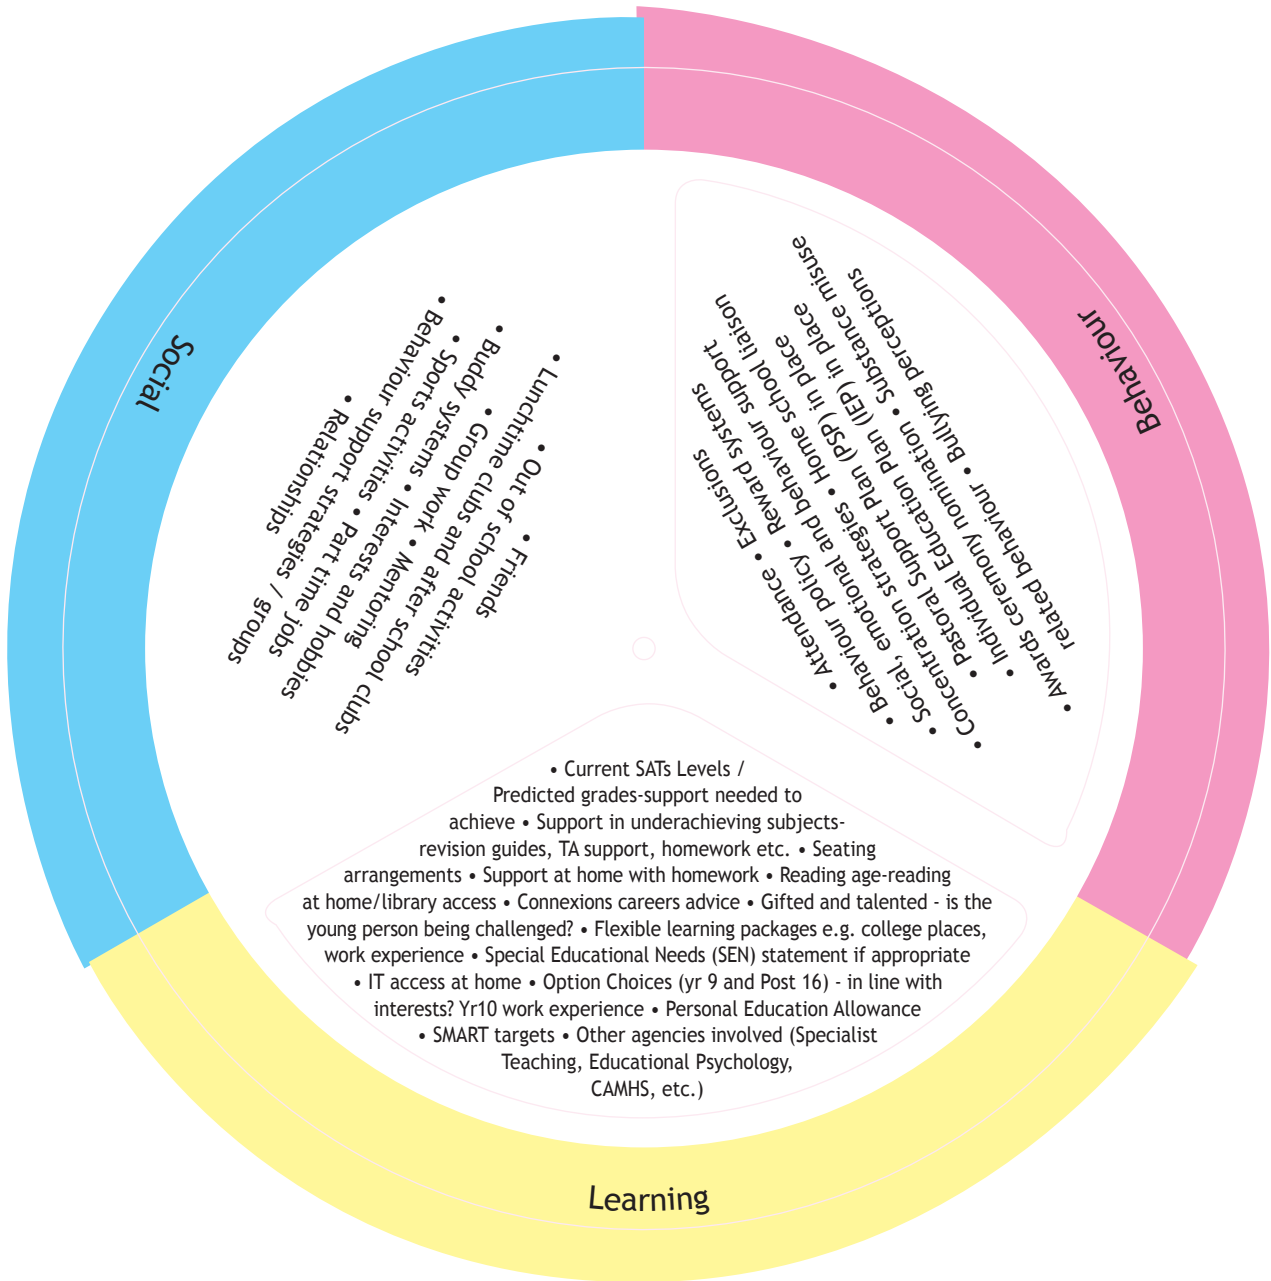 Social
• Friends
• Out of school activities
• Lunchtime clubs and after school clubs
• Group work • Mentoring
• Buddy systems • Interests and hobbies
• Sports activities • Part time jobs
• Behaviour support strategies / groups
• Relationships
Behaviour
• Attendance • Exclusions
• Behaviour policy • Reward systems
• Social, emotional and behaviour support
• Concentration strategies • Home school liaison
• Pastoral Support Plan (PSP) in place
• Individual Education Plan (IEP) in place
• Awards ceremony nomination • Substance misuse
related behaviour • Bullying perceptions
• Current SATs Levels /
Predicted grades-support needed to
achieve • Support in underachieving subjects-
revision guides, TA support, homework etc. • Seating
arrangements • Support at home with homework • Reading age-reading
at home/library access • Connexions careers advice • Gifted and talented - is the
young person being challenged? • Flexible learning packages e.g. college places,
work experience • Special Educational Needs (SEN) statement if appropriate
• IT access at home • Option Choices (yr 9 and Post 16) - in line with
interests? Yr10 work experience • Personal Education Allowance
• SMART targets • Other agencies involved (Specialist
Teaching, Educational Psychology,
CAMHS, etc.)
Learning